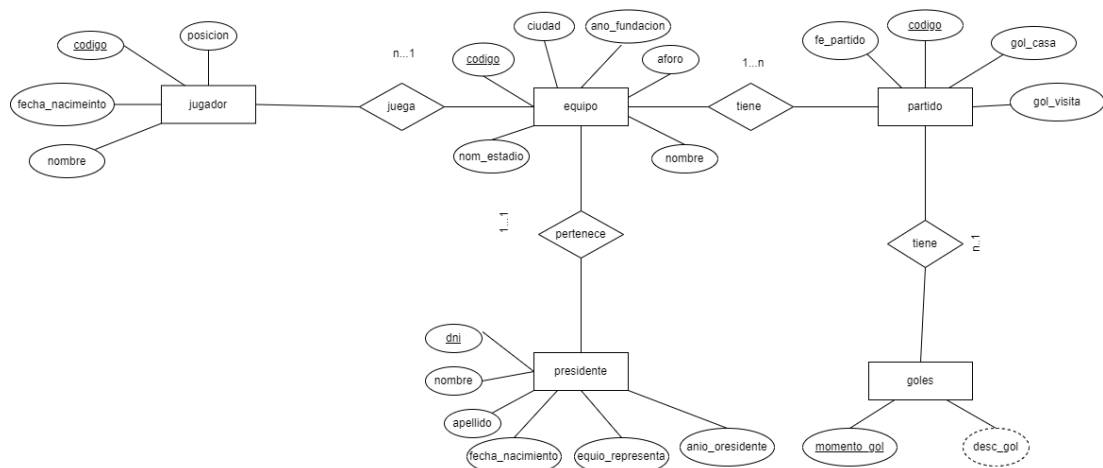 ciudad
ano_fundacion
codigo
posicion
n...1
1...n
fe_partido
codigo
codigo
aforo
gol_casa
fecha_nacimeinto
jugador
juega
equipo
tiene
partido
gol_visita
nombre
nom_estadio
nombre
1...1
pertenece
tiene
n..1
dni
nombre
presidente
goles
apellido
fecha_nacimiento
equio_representa
anio_oresidente
momento_gol
desc_gol